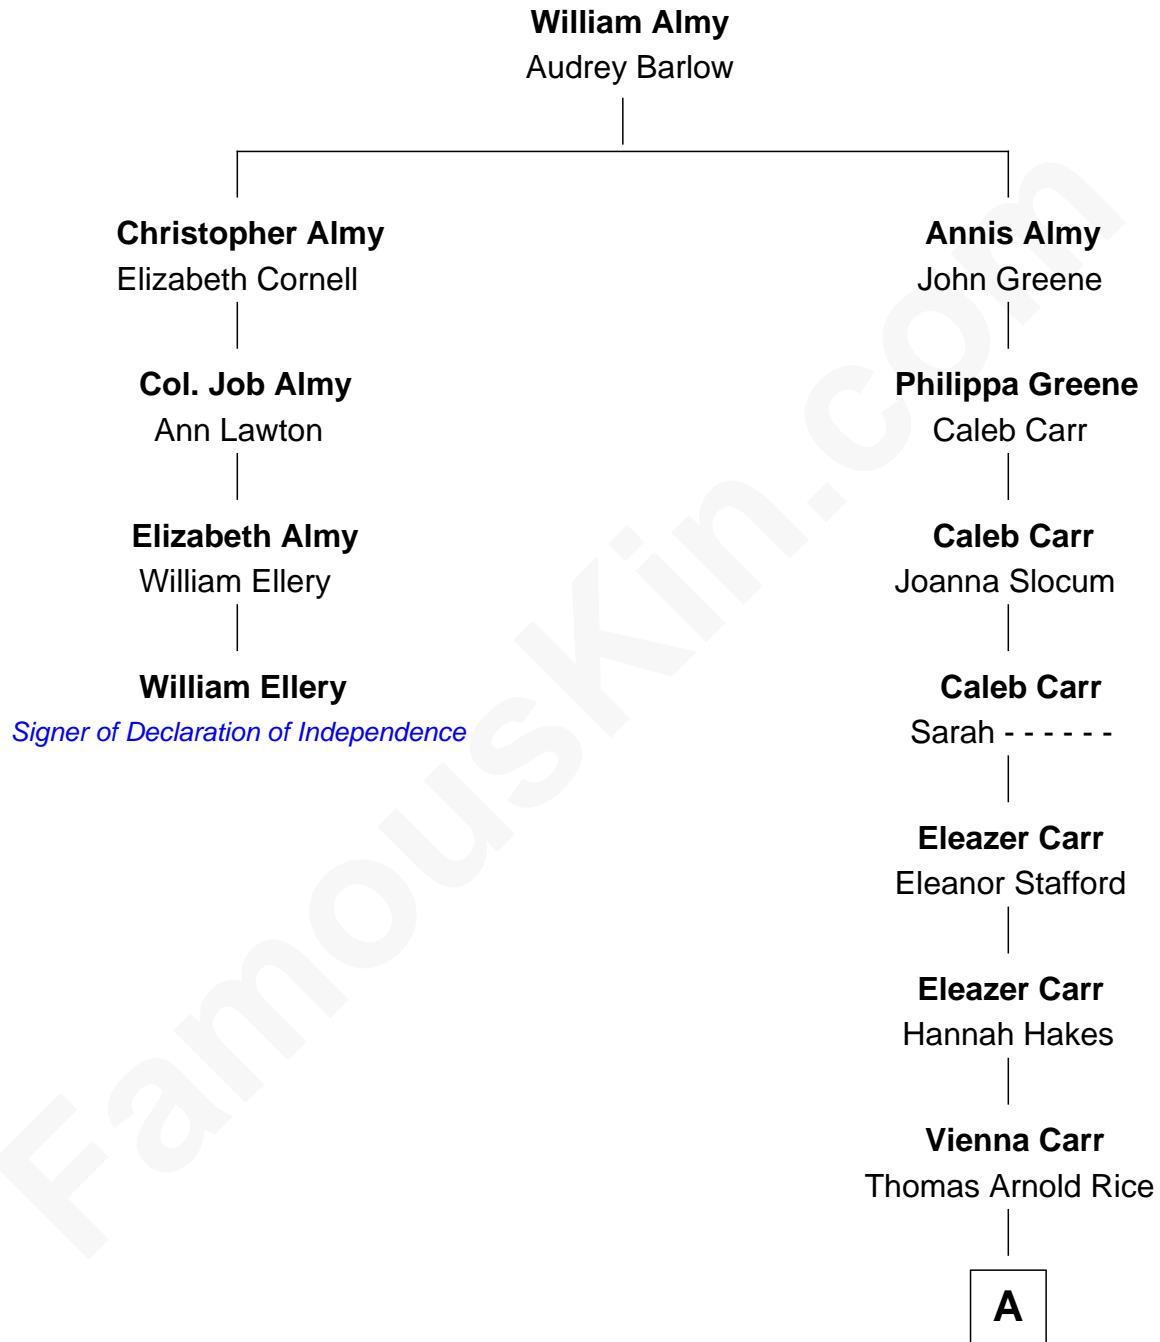 William Almy
Audrey Barlow
Christopher Almy
Elizabeth Cornell
Annis Almy
John Greene
Col. Job Almy
Ann Lawton
Philippa Greene
Caleb Carr
Elizabeth Almy
William Ellery
Caleb Carr
Joanna Slocum
William Ellery
Signer of Declaration of Independence
Caleb Carr
Sarah - - - - - -
Eleazer Carr
Eleanor Stafford
Eleazer Carr
Hannah Hakes
Vienna Carr
Thomas Arnold Rice
A
FamousKin.com